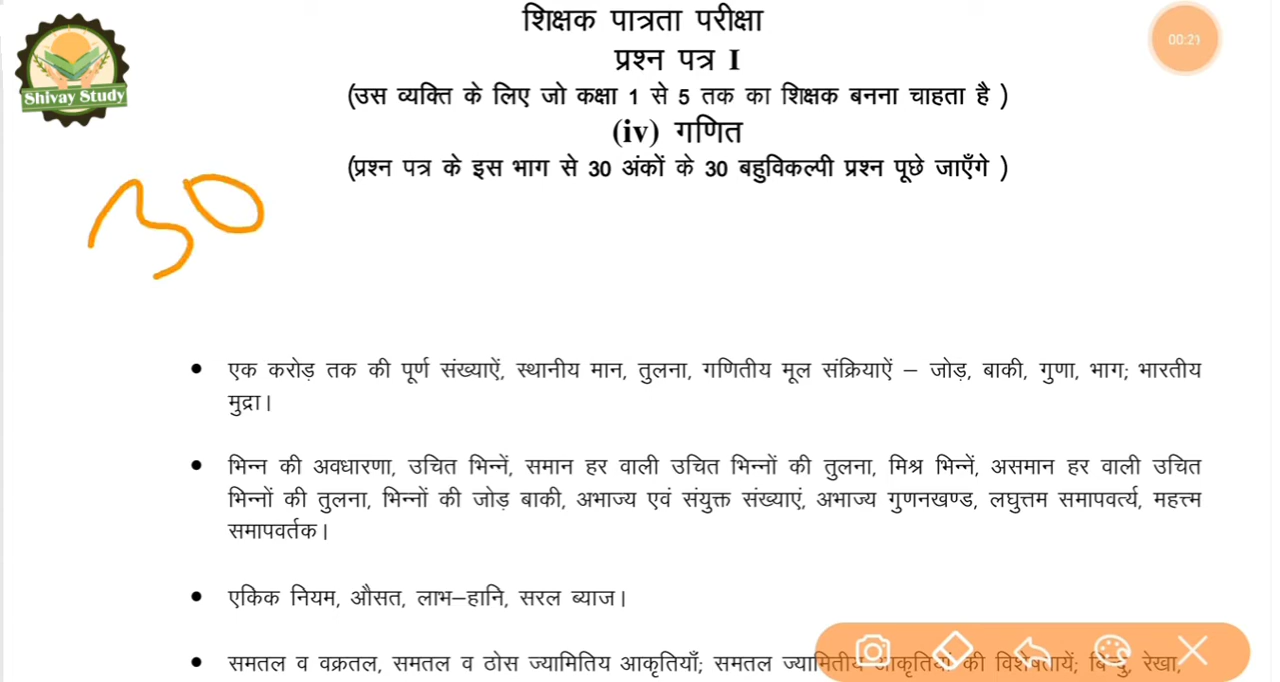 शिक्षक पात्रता परीक्षा
प्रश्न पत्र I
(उस व्यक्ति के लिए जो कक्षा 1 से 5 तक का शिक्षक बनना चाहता है )
(iv) गणित
(प्रश्न पत्र के इस भाग से 30 अंकों के 30 बहुविकल्पी प्रश्न पूछे जाएँगे )
00:21
Shivay Study
30
• एक करोड़ तक की पूर्ण संख्याऐं, स्थानीय मान, तुलना, गणितीय मूल संक्रियाऐं – जोड़, बाकी, गुणा, भाग; भारतीय
मुद्रा।
• भिन्न की अवधारणा, उचित भिन्नें, समान हर वाली उचित भिन्नों की तुलना, मिश्र भिन्नें, असमान हर वाली उचित
भिन्नों की तुलना, भिन्नों की जोड़ बाकी, अभाज्य एवं संयुक्त संख्याएं, अभाज्य गुणनखण्ड, लघुत्तम समापवर्त्य, महत्त्म
समापवर्तक।
• एकिक नियम, औसत, लाभ–हानि, सरल ब्याज।
• समतल व वक्रतल, समतल व ठोस ज्यामितिय आकृतियाँ; समतल ज्यामितीय आकृतियों की विशेषतायें; बिन्दु, रेखा,